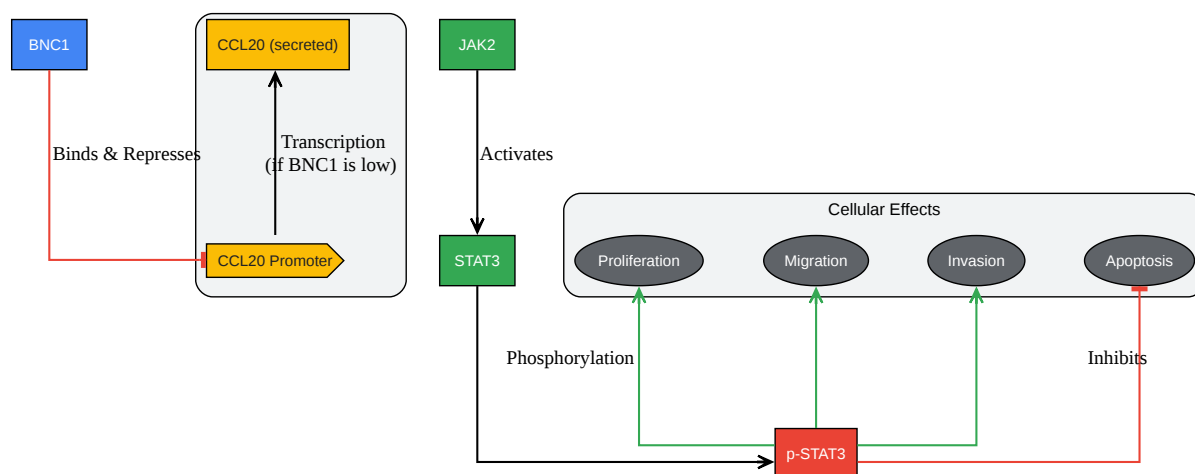 BNC1
CCL20 (secreted)
JAK2
Binds & Represses
Transcription
(if BNC1 is low)
Activates
Cellular Effects
CCL20 Promoter
STAT3
Proliferation
Migration
Invasion
Apoptosis
Phosphorylation
Inhibits
p-STAT3